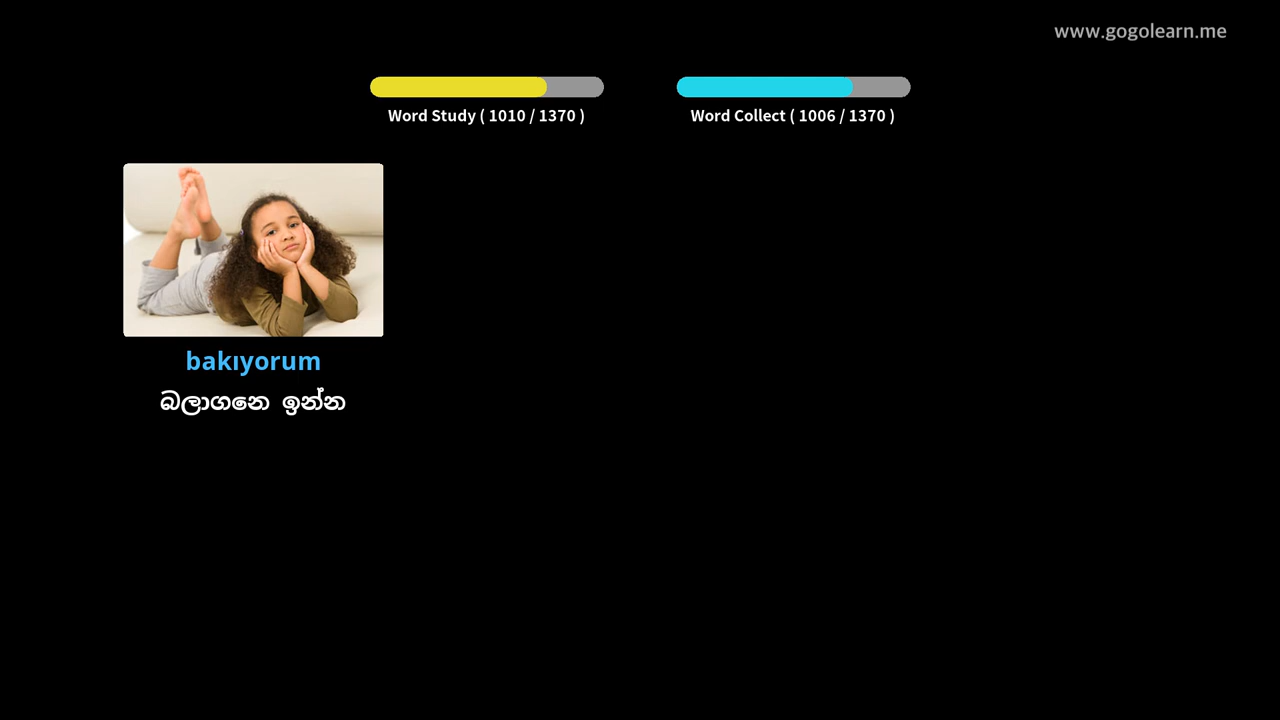 www.gogolearn.me
Word Study ( 1010 / 1370 )
Word Collect ( 1006 / 1370 )
bakıyorum
බලාගනෙ ඉන්න